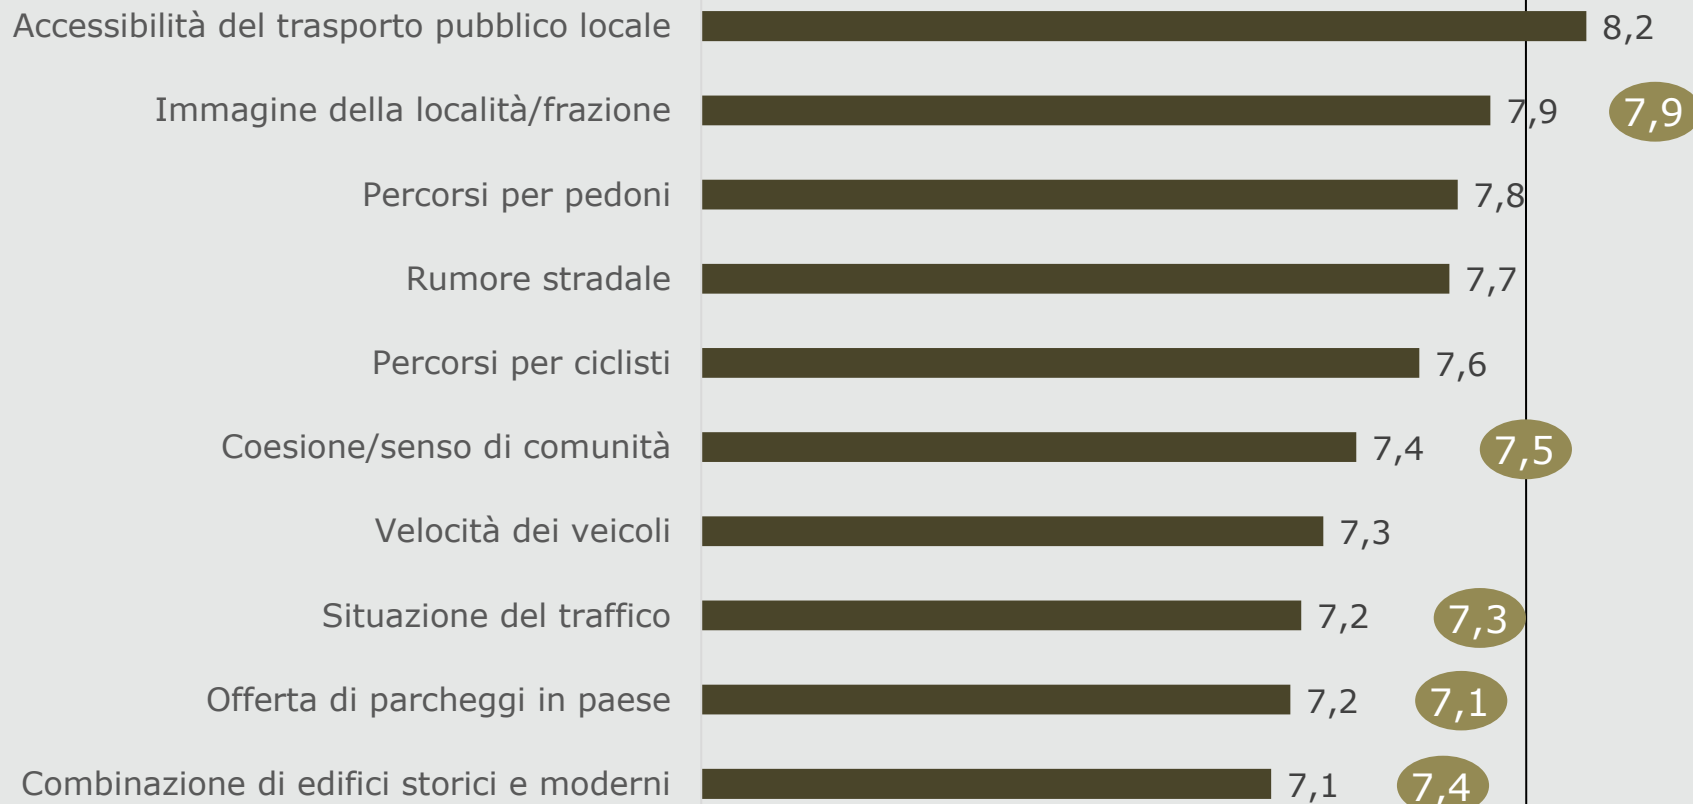 Accessibilità del trasporto pubblico locale 8,2
Immagine della località/frazione 7,9 7,9
Percorsi per pedoni 7,8
Rumore stradale 7,7
Percorsi per ciclisti 7,6
Coesione/senso di comunità 7,4 7,5
Velocità dei veicoli 7,3
Situazione del traffico 7,2 7,3
Offerta di parcheggi in paese 7,2 7,1
Combinazione di edifici storici e moderni 7,1 7,4